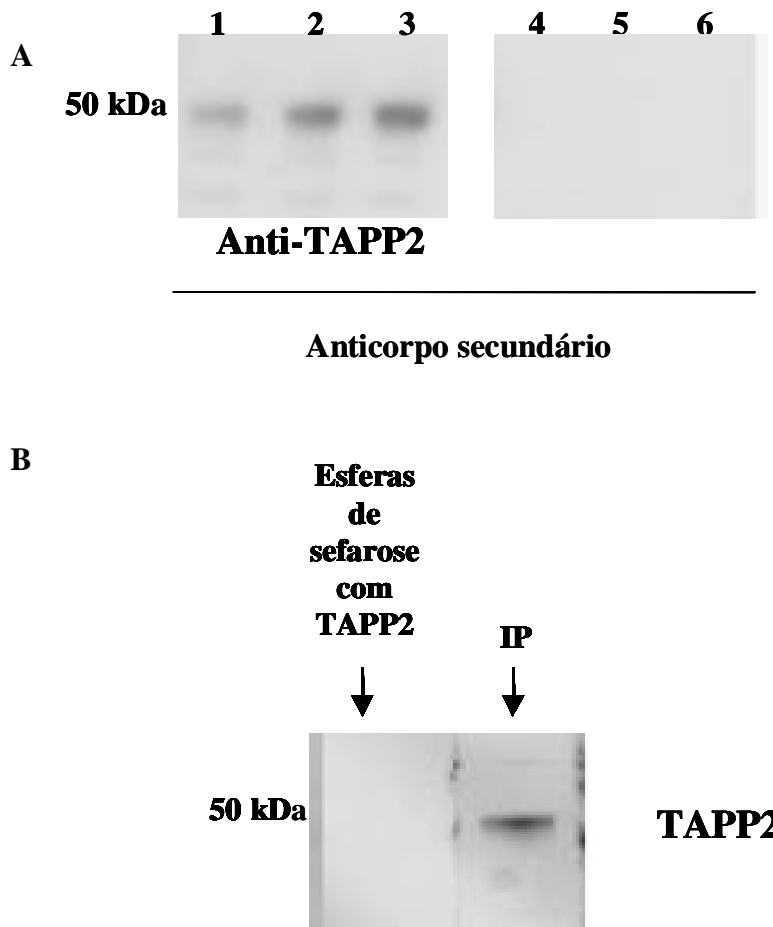 A
1 2 3 4 5 6
50 kDa
Anti-TAPP2
Anticorpo secundário
B
Esferas
de
sefarose
com
TAPP2
IP
50 kDa
TAPP2